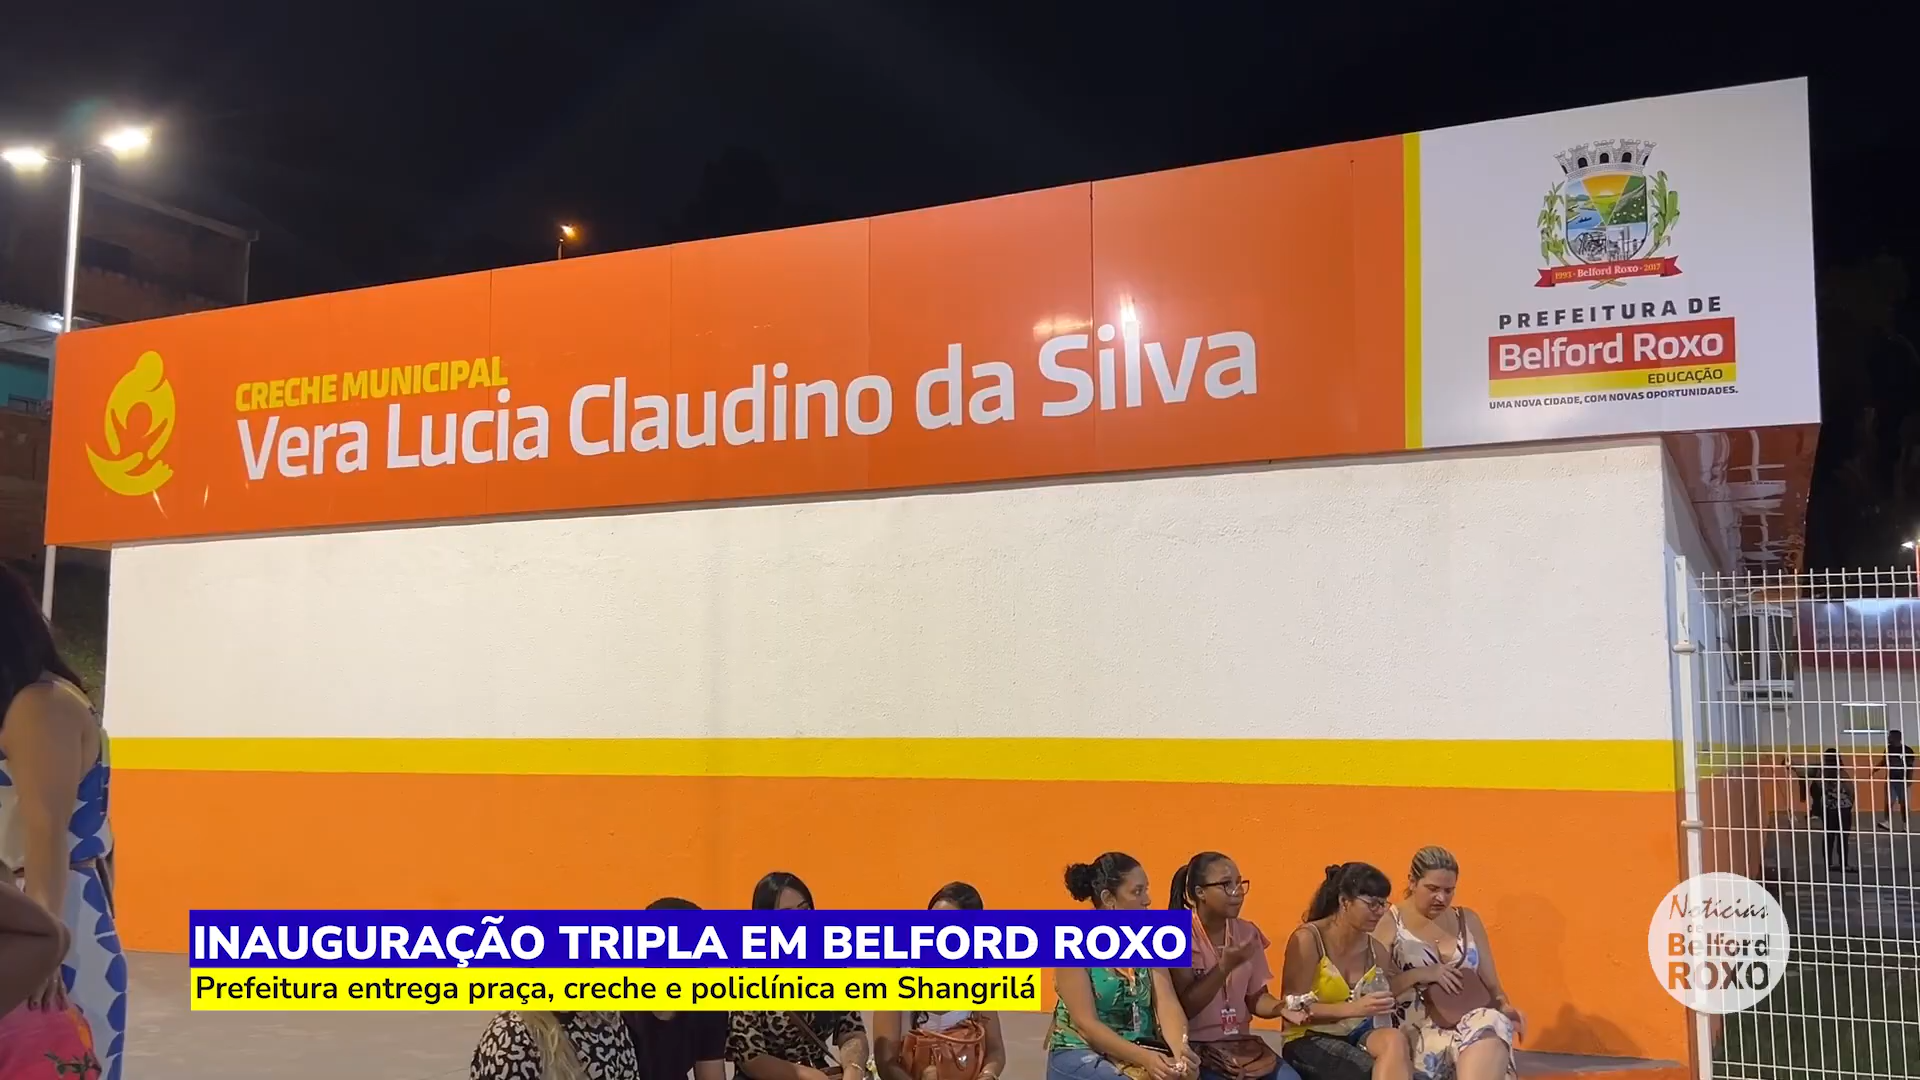 CRECHE MUNICIPAL
Vera Lucia Claudino da Silva
1993 - Belford Roxo - 2017
PREFEITURA DE
Belford Roxo
EDUCAÇÃO
UMA NOVA CIDADE, COM NOVAS OPORTUNIDADES.
INAUGURAÇÃO TRIPLA EM BELFORD ROXO
Prefeitura entrega praça, creche e policlínica em Shangrilá
Notícias
de
Belford
ROXO